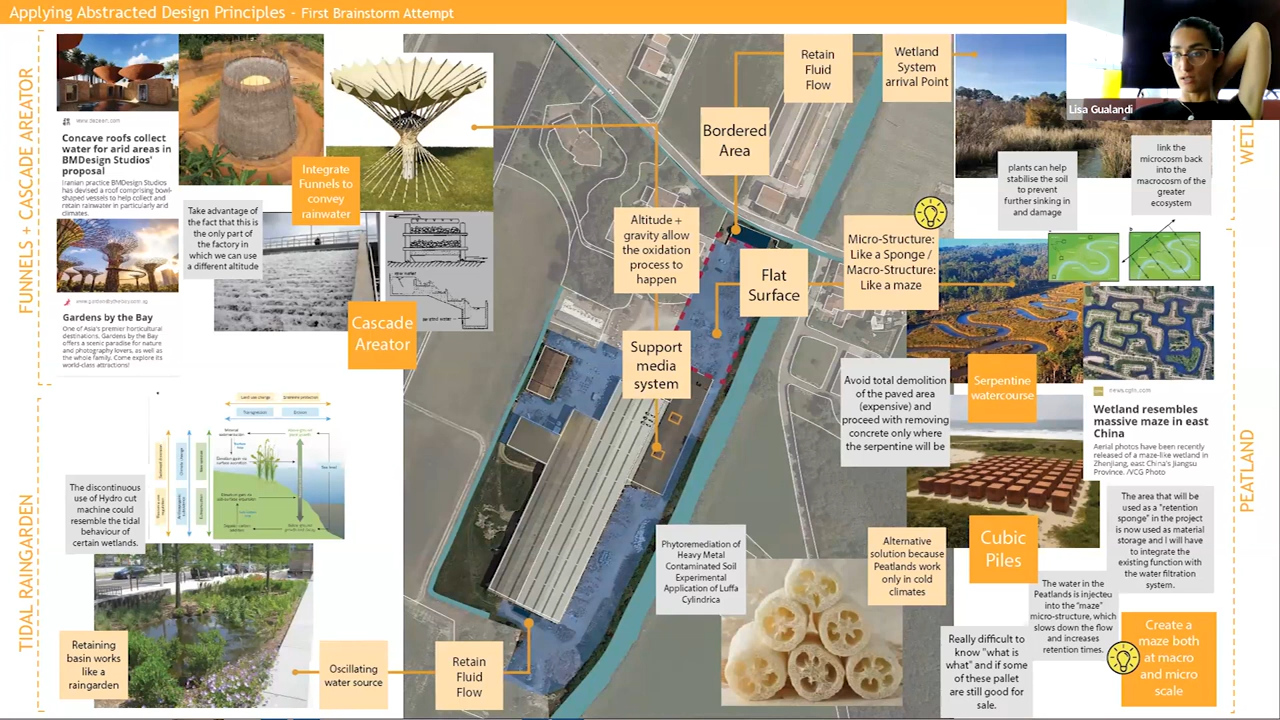 Applying Abstracted Design Principles - First Brainstorm Attempt
Lisa Gualandi
FUNNELS + CASCADE AREATOR
www.dezeen.com
Concave roofs collect
water for arid areas in
BMDesign Studios'
proposal
Iranian practice BMDesign Studios
has devised a roof comprising bowl-
shaped vessels to help collect and
retain rainwater in particularly arid
climates.
Gardens by the Bay
One of Asia's premier horticultural
destinations, Gardens by the Bay
offers a scenic paradise for nature
and photography lovers, as well as
the whole family. Come explore its
world-class attractions!
Integrate
Funnels to
convey
rainwater
Take advantage of
the fact that this is
the only part of
the factory in
which we can use
a different altitude
Cascade
Areator
Retain
Fluid
Flow
Wetland
System
arrival Point
Bordered
Area
Altitude +
gravity allow
the oxidation
process to
happen
Flat
Surface
Support
media
system
Micro-Structure:
Like a Sponge /
Macro-Structure:
Like a maze
plants can help
stabilise the soil
to prevent
further sinking in
and damage
link the
microcosm back
into the
macrocosm of the
greater
ecosystem
Avoid total demolition
of the paved area
(expensive) and
proceed with removing
concrete only where
the serpentine will be
Serpentine
watercourse
Wetland resembles
massive maze in east
China
Aerial photos have been recently
released of a maze-like wetland in
Zhenjiang, east China's Jiangsu
Province. /VCG Photo
PEATLAND
Cubic
Piles
The area that will be
used as a "retention
sponge" in the project
is now used as material
storage and I will have
to integrate the
existing function with
the water filtration
system.
The water in the
Peatlands is injected
into the "maze"
micro-structure, which
slows down the flow
and increases
retention times.
Create a
maze both
at macro
and micro
scale
Really difficult to
know "what is
what" and if some
of these pallet
are still good for
sale.
Alternative
solution because
Peatlands work
only in cold
climates
Phytoremediation of
Heavy Metal
Contaminated Soil
Experimental
Application of Luffa
Cylindrica
TIDAL RAINGARDEN
The discontinuous
use of Hydro cut
machine could
resemble the tidal
behaviour of
certain wetlands.
Retaining
basin works
like a
raingarden
Oscillating
water source
Retain
Fluid
Flow